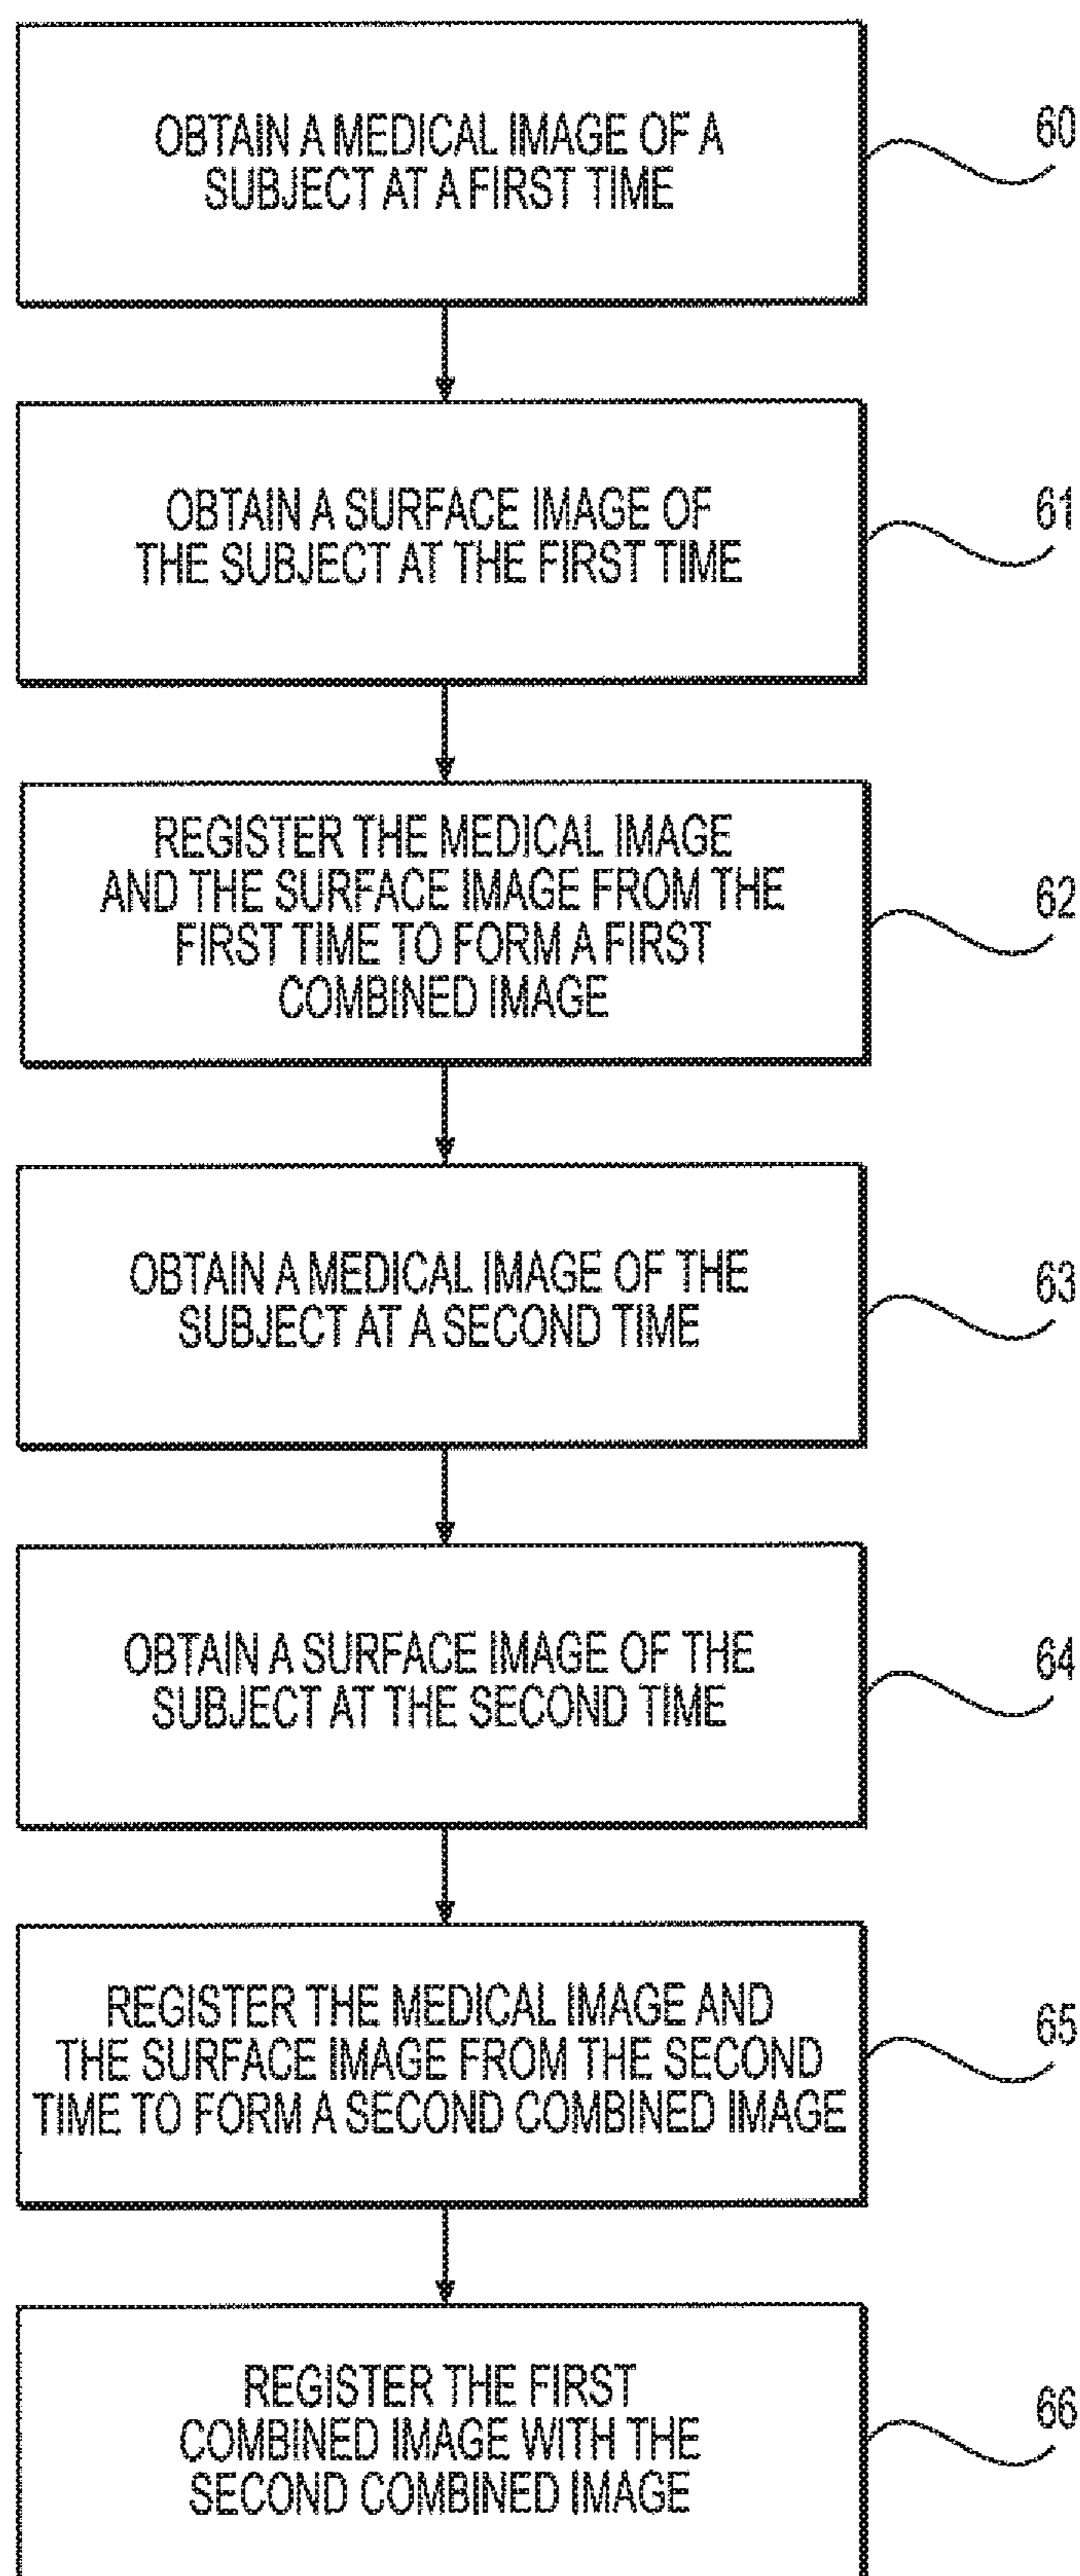 OBTAIN A MEDICAL IMAGE OF A
SUBJECT AT A FIRST TIME
60
OBTAIN A SURFACE IMAGE OF
THE SUBJECT AT THE FIRST TIME
61
REGISTER THE MEDICAL IMAGE
AND THE SURFACE IMAGE FROM THE
FIRST TIME TO FORM A FIRST
COMBINED IMAGE
62
OBTAIN A MEDICAL IMAGE OF THE
SUBJECT AT A SECOND TIME
63
OBTAIN A SURFACE IMAGE OF THE
SUBJECT AT THE SECOND TIME
64
REGISTER THE MEDICAL IMAGE AND
THE SURFACE IMAGE FROM THE SECOND
TIME TO FORM A SECOND COMBINED IMAGE
65
REGISTER THE FIRST
COMBINED IMAGE WITH THE
SECOND COMBINED IMAGE
66